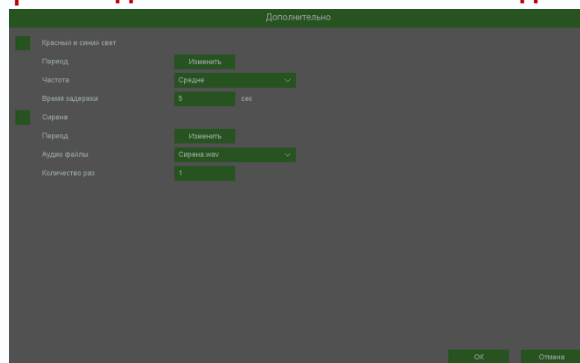 Дополнительно
Красный и синий свет
Период Изменить
Частота Средне
Время задержки 5 сек.
Сирена
Период Изменить
Аудио файлы Сирена.wav
Количество раз 1
ОК Отмена